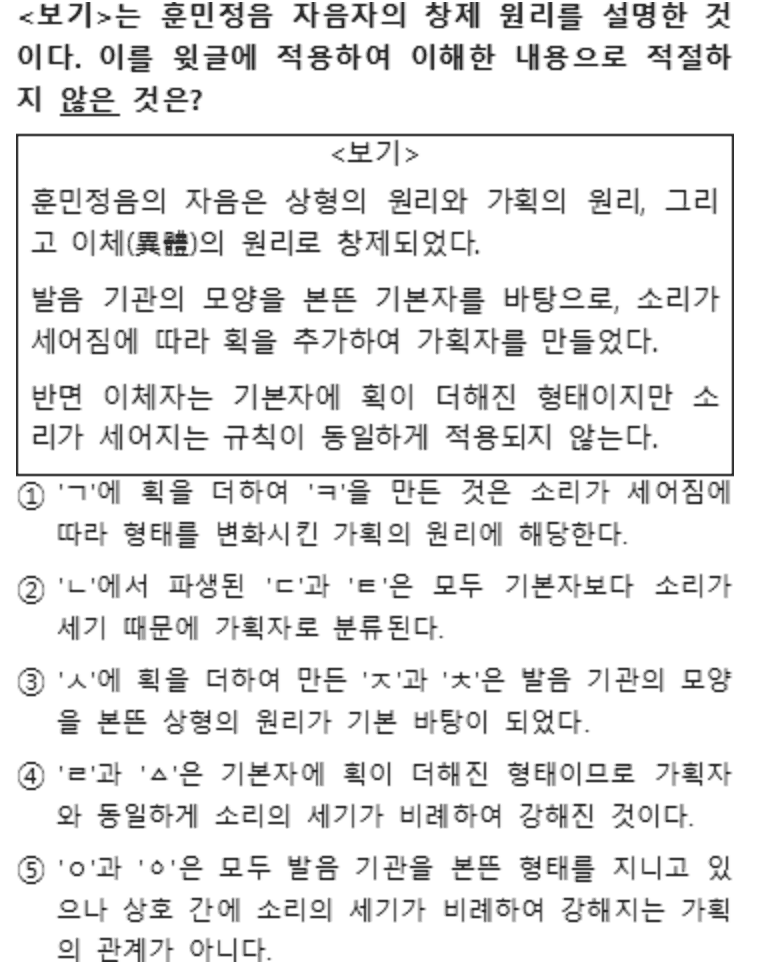 <보기>는 훈민정음 자음자의 창제 원리를 설명한 것
이다. 이를 윗글에 적용하여 이해한 내용으로 적절하
지 않은 것은?
<보기>
훈민정음의 자음은 상형의 원리와 가획의 원리, 그리
고 이체(異體)의 원리로 창제되었다.
발음 기관의 모양을 본뜬 기본자를 바탕으로, 소리가
세어짐에 따라 획을 추가하여 가획자를 만들었다.
반면 이체자는 기본자에 획이 더해진 형태이지만 소
리가 세어지는 규칙이 동일하게 적용되지 않는다.
① 'ㄱ'에 획을 더하여 'ㅋ'을 만든 것은 소리가 세어짐에
따라 형태를 변화시킨 가획의 원리에 해당한다.
② 'ㄴ'에서 파생된 'ㄷ'과 'ㅌ'은 모두 기본자보다 소리가
세기 때문에 가획자로 분류된다.
③ 'ㅅ'에 획을 더하여 만든 'ㅈ'과 'ㅊ'은 발음 기관의 모양
을 본뜬 상형의 원리가 기본 바탕이 되었다.
④ 'ㄹ'과 'ㅿ'은 기본자에 획이 더해진 형태이므로 가획자
와 동일하게 소리의 세기가 비례하여 강해진 것이다.
⑤ 'ㅇ'과 'ㆁ'은 모두 발음 기관을 본뜬 형태를 지니고 있
으나 상호 간에 소리의 세기가 비례하여 강해지는 가획
의 관계가 아니다.